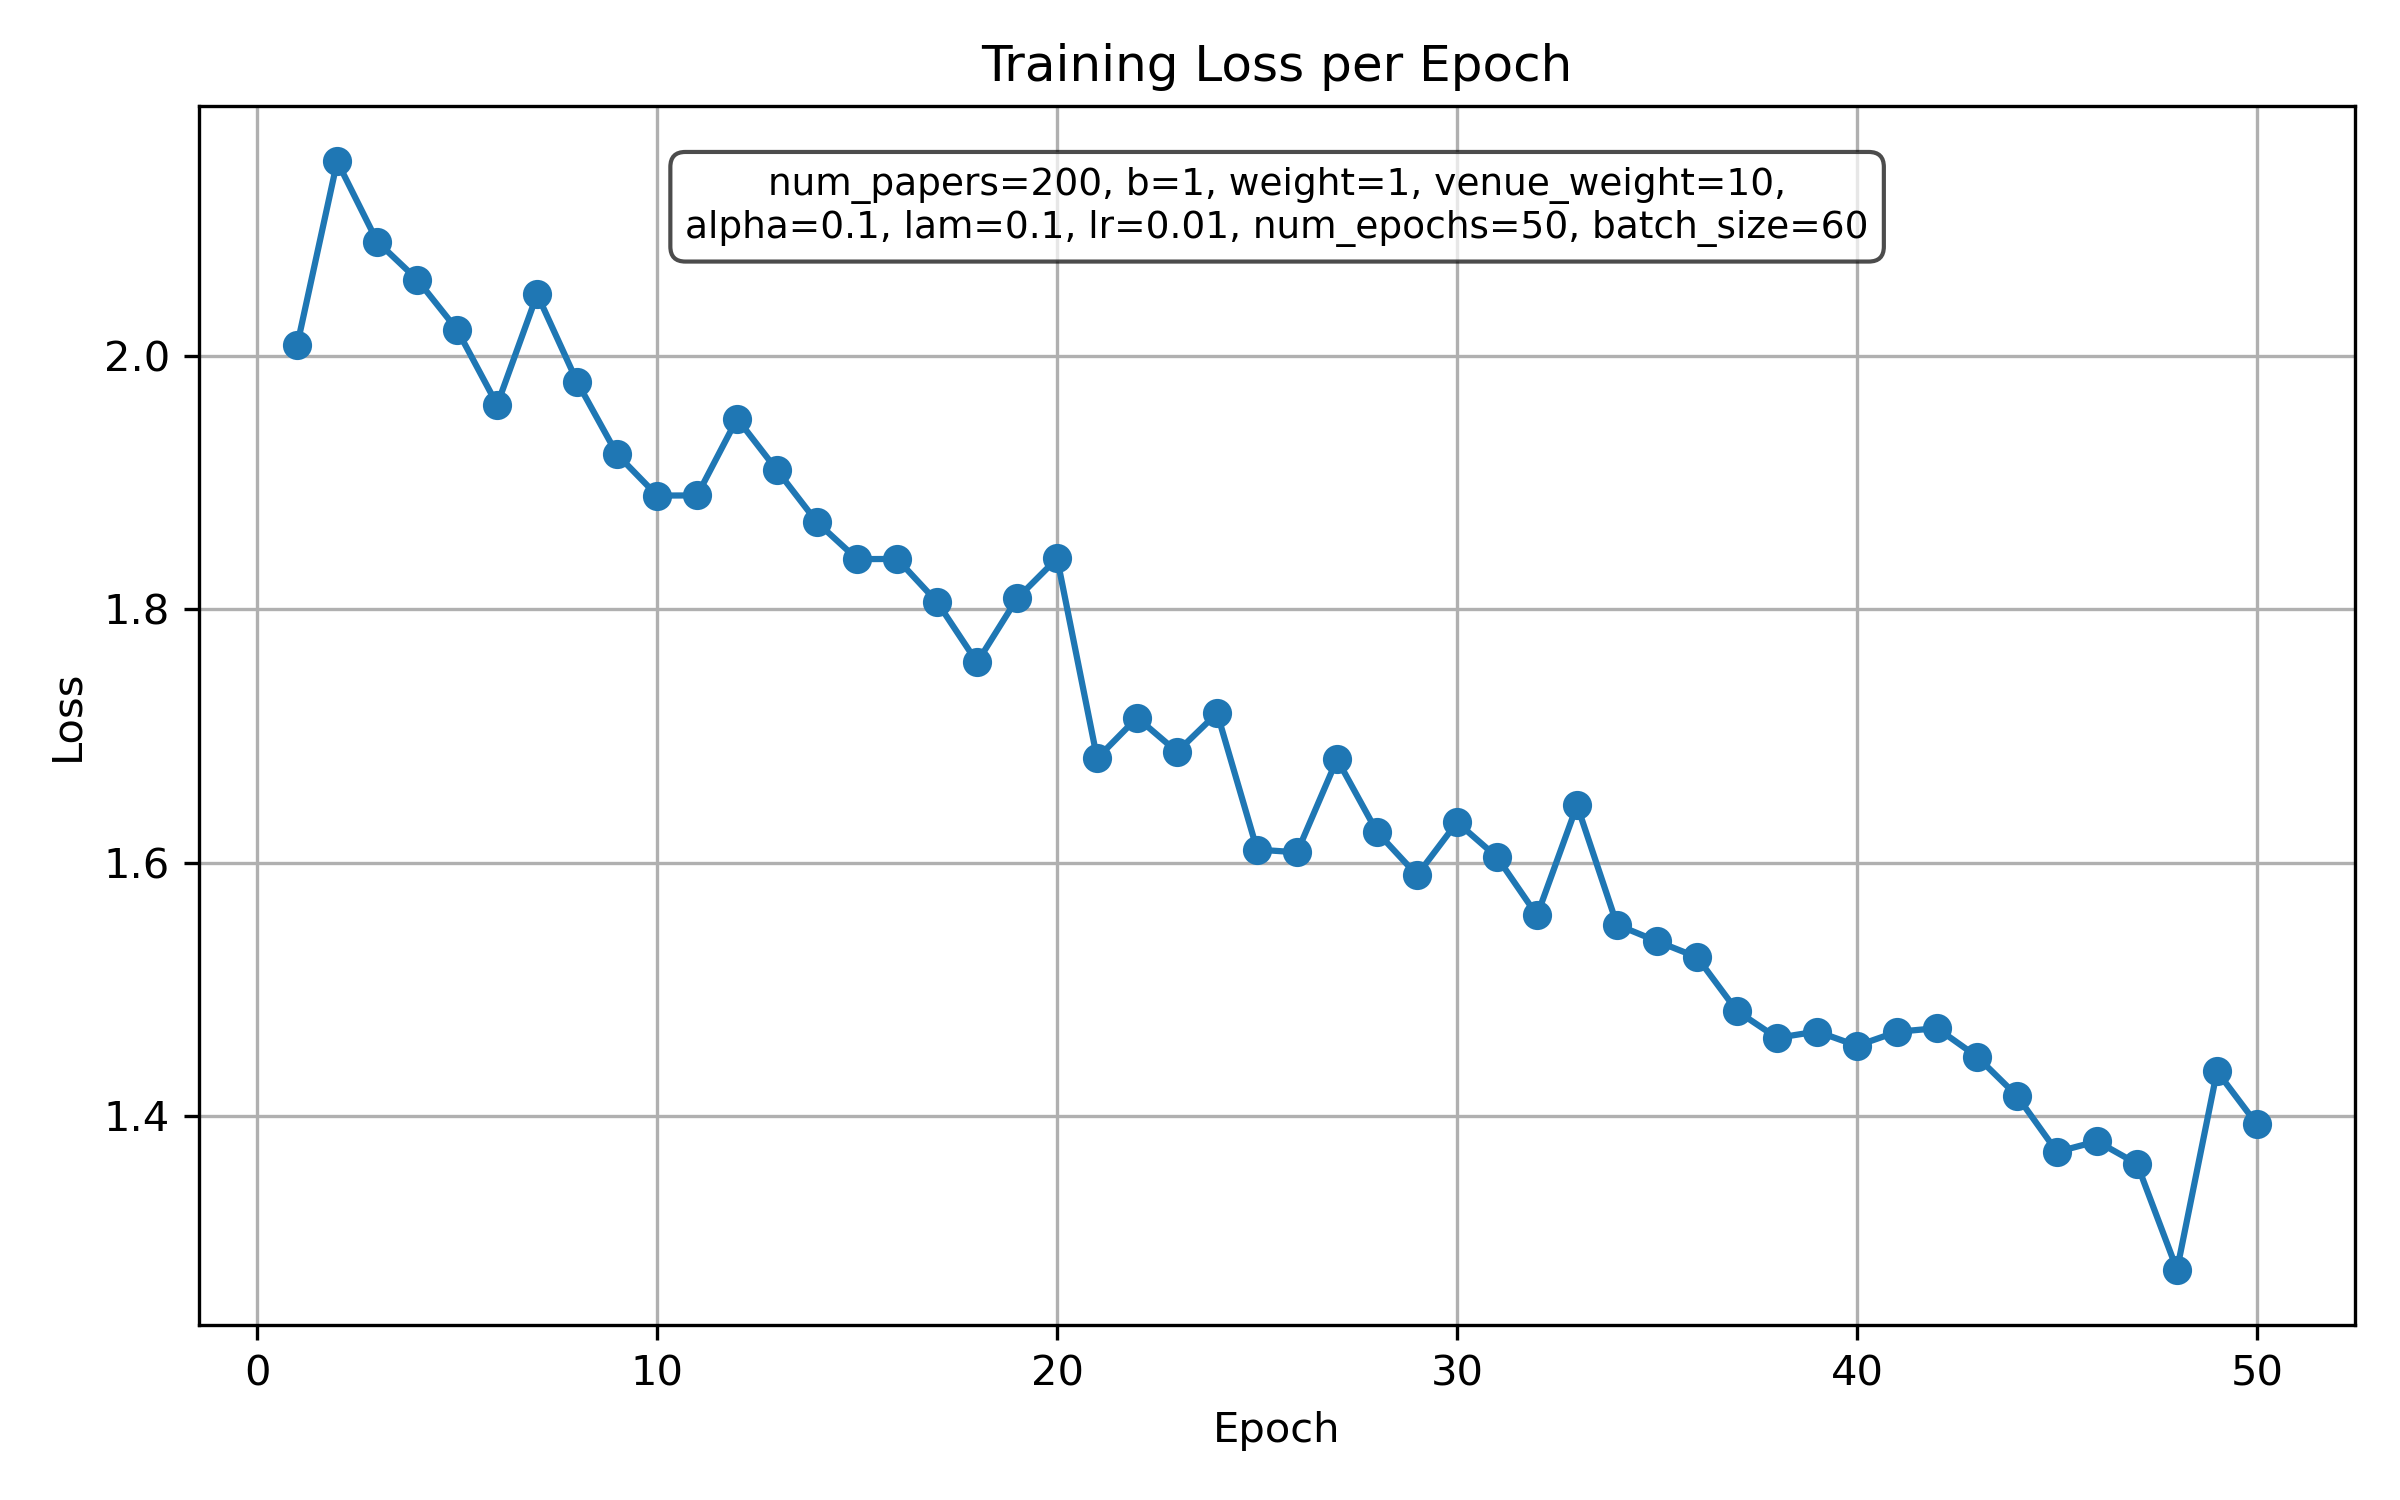 Training Loss per Epoch
num_papers=200, b=1, weight=1, venue_weight=10,
alpha=0.1, lam=0.1, lr=0.01, num_epochs=50, batch_size=60
Loss
2.0
1.8
1.6
1.4
0 10 20 30 40 50
Epoch